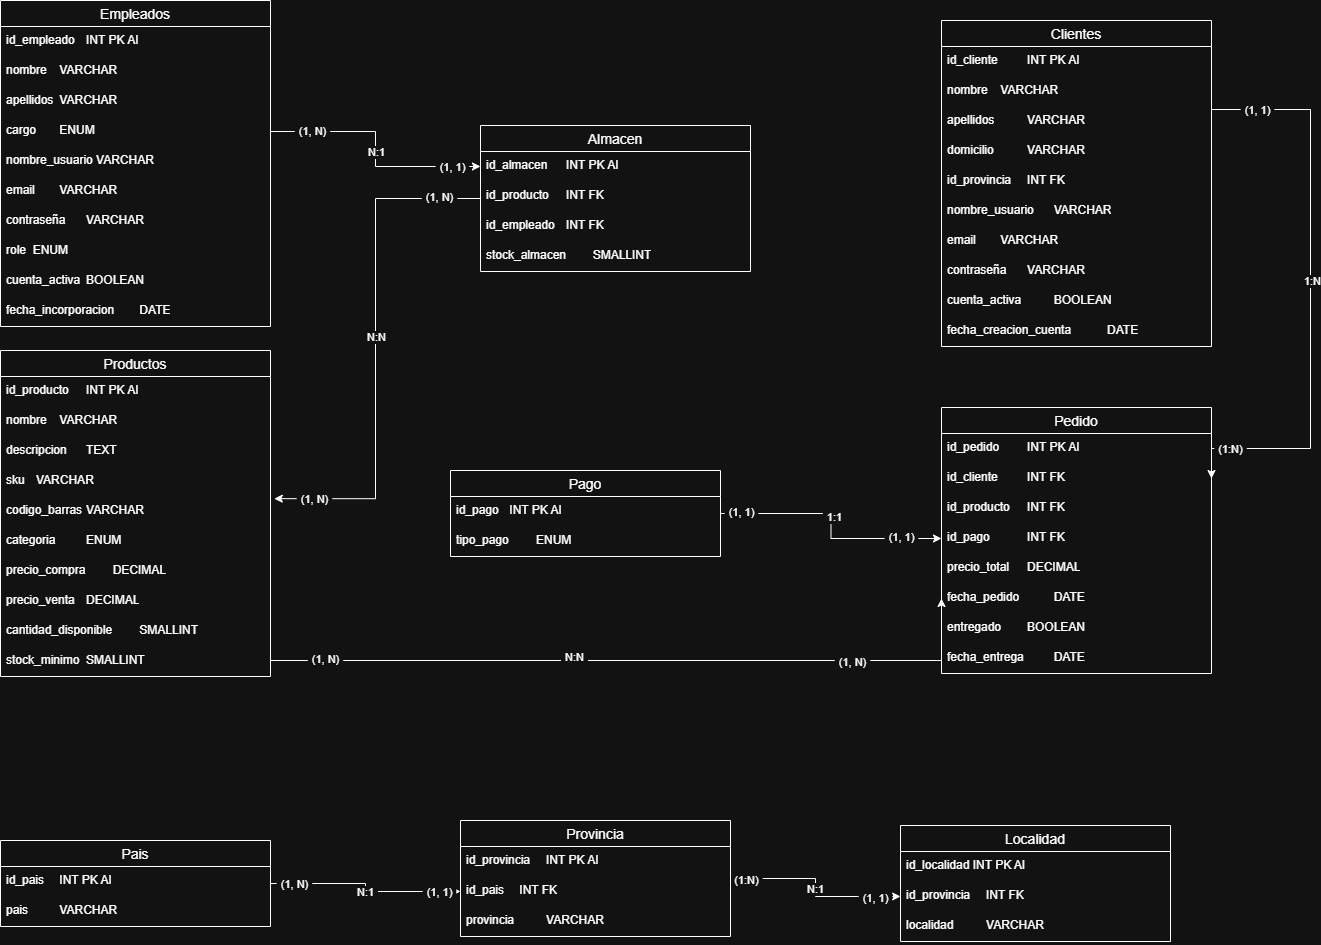 Empleados
id_empleado INT PK AI
nombre VARCHAR
apellidos VARCHAR
cargo ENUM
nombre_usuario VARCHAR
email VARCHAR
contraseña VARCHAR
role ENUM
cuenta_activa BOOLEAN
fecha_incorporacion DATE
(1, N)
N:1
(1, 1)
Almacen
id_almacen INT PK AI
id_producto INT FK
id_empleado INT FK
stock_almacen SMALLINT
(1, N)
N:N
(1, N)
Clientes
id_cliente INT PK AI
nombre VARCHAR
apellidos VARCHAR
domicilio VARCHAR
id_provincia INT FK
nombre_usuario VARCHAR
email VARCHAR
contraseña VARCHAR
cuenta_activa BOOLEAN
fecha_creacion_cuenta DATE
(1, 1)
1:N
(1:N)
Productos
id_producto INT PK AI
nombre VARCHAR
descripcion TEXT
sku VARCHAR
codigo_barras VARCHAR
categoria ENUM
precio_compra DECIMAL
precio_venta DECIMAL
cantidad_disponible SMALLINT
stock_minimo SMALLINT
(1, N)
N:N
(1, N)
Pago
id_pago INT PK AI
tipo_pago ENUM
(1, 1)
1:1
(1, 1)
Pedido
id_pedido INT PK AI
id_cliente INT FK
id_producto INT FK
id_pago INT FK
precio_total DECIMAL
fecha_pedido DATE
entregado BOOLEAN
fecha_entrega DATE
Pais
id_pais INT PK AI
pais VARCHAR
(1, N)
N:1
(1, 1)
Provincia
id_provincia INT PK AI
id_pais INT FK
provincia VARCHAR
(1:N)
N:1
(1, 1)
Localidad
id_localidad INT PK AI
id_provincia INT FK
localidad VARCHAR